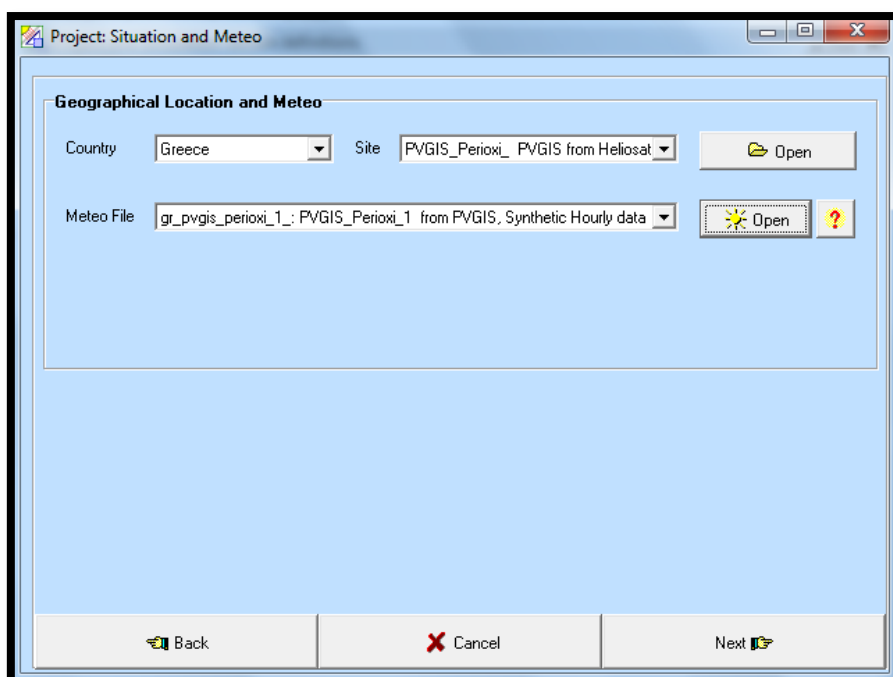 Project: Situation and Meteo
Geographical Location and Meteo
Country Greece Site PVGIS_Perioxi_ PVGIS from Heliosat Open
Meteo File gr_pvgis_perioxi_1_: PVGIS_Perioxi_1 from PVGIS, Synthetic Hourly data Open ?
Back Cancel Next